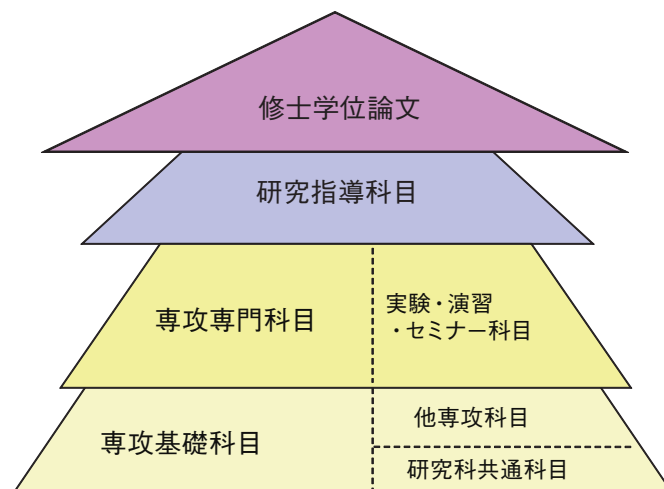 修士学位論文
研究指導科目
専攻専門科目
実験・演習
・セミナー科目
専攻基礎科目
他専攻科目
研究科共通科目